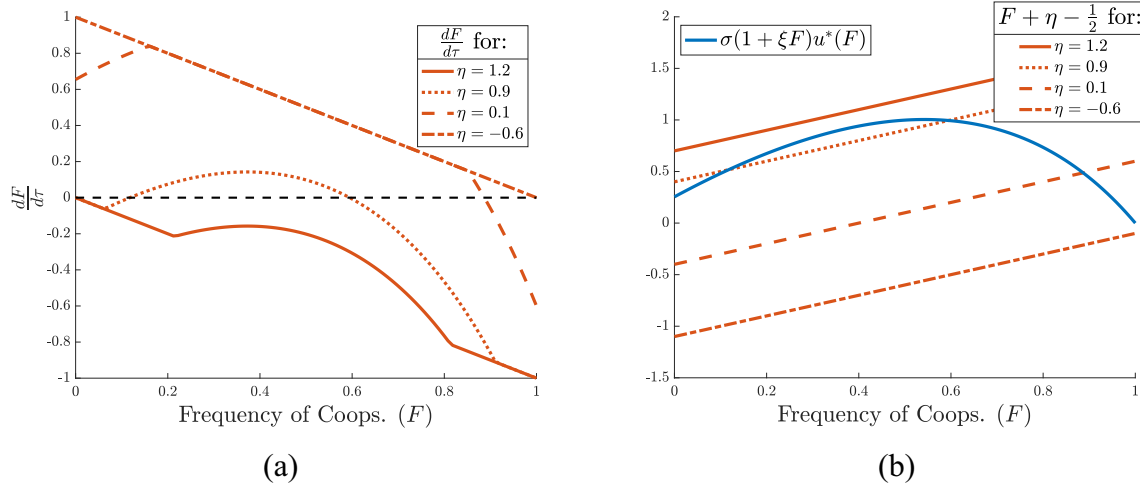 dF/dτ for:
η = 1.2
η = 0.9
η = 0.1
η = −0.6
1
0.8
0.6
0.4
0.2
0
-0.2
-0.4
-0.6
-0.8
-1
dF/dτ
0 0.2 0.4 0.6 0.8 1
Frequency of Coops. (F)
(a)
σ(1 + ξF)u*(F)
F + η − 1/2 for:
η = 1.2
η = 0.9
η = 0.1
η = −0.6
2
1.5
1
0.5
0
-0.5
-1
-1.5
0 0.2 0.4 0.6 0.8 1
Frequency of Coops. (F)
(b)